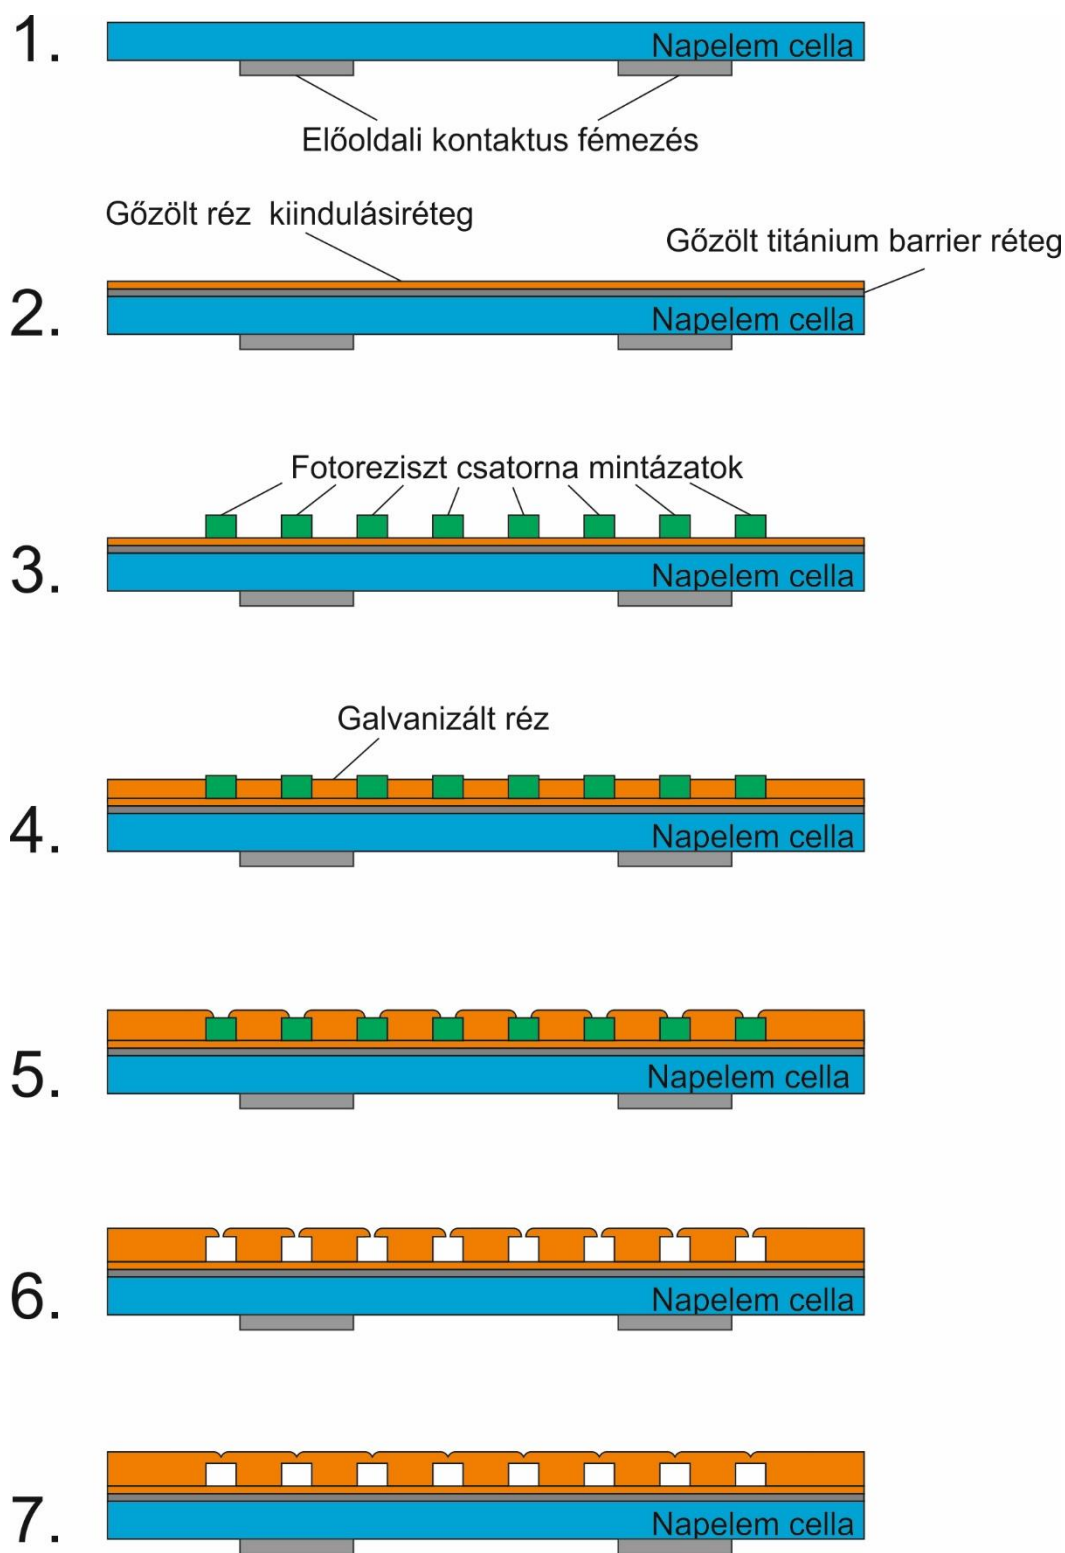 1.
Napelem cella
Előoldali kontaktus fémezés
Gőzölt réz  kiindulásiréteg
Gőzölt titánium barrier réteg
2.
Napelem cella
Fotoreziszt csatorna mintázatok
3.
Napelem cella
Galvanizált réz
4.
Napelem cella
5.
Napelem cella
6.
Napelem cella
7.
Napelem cella